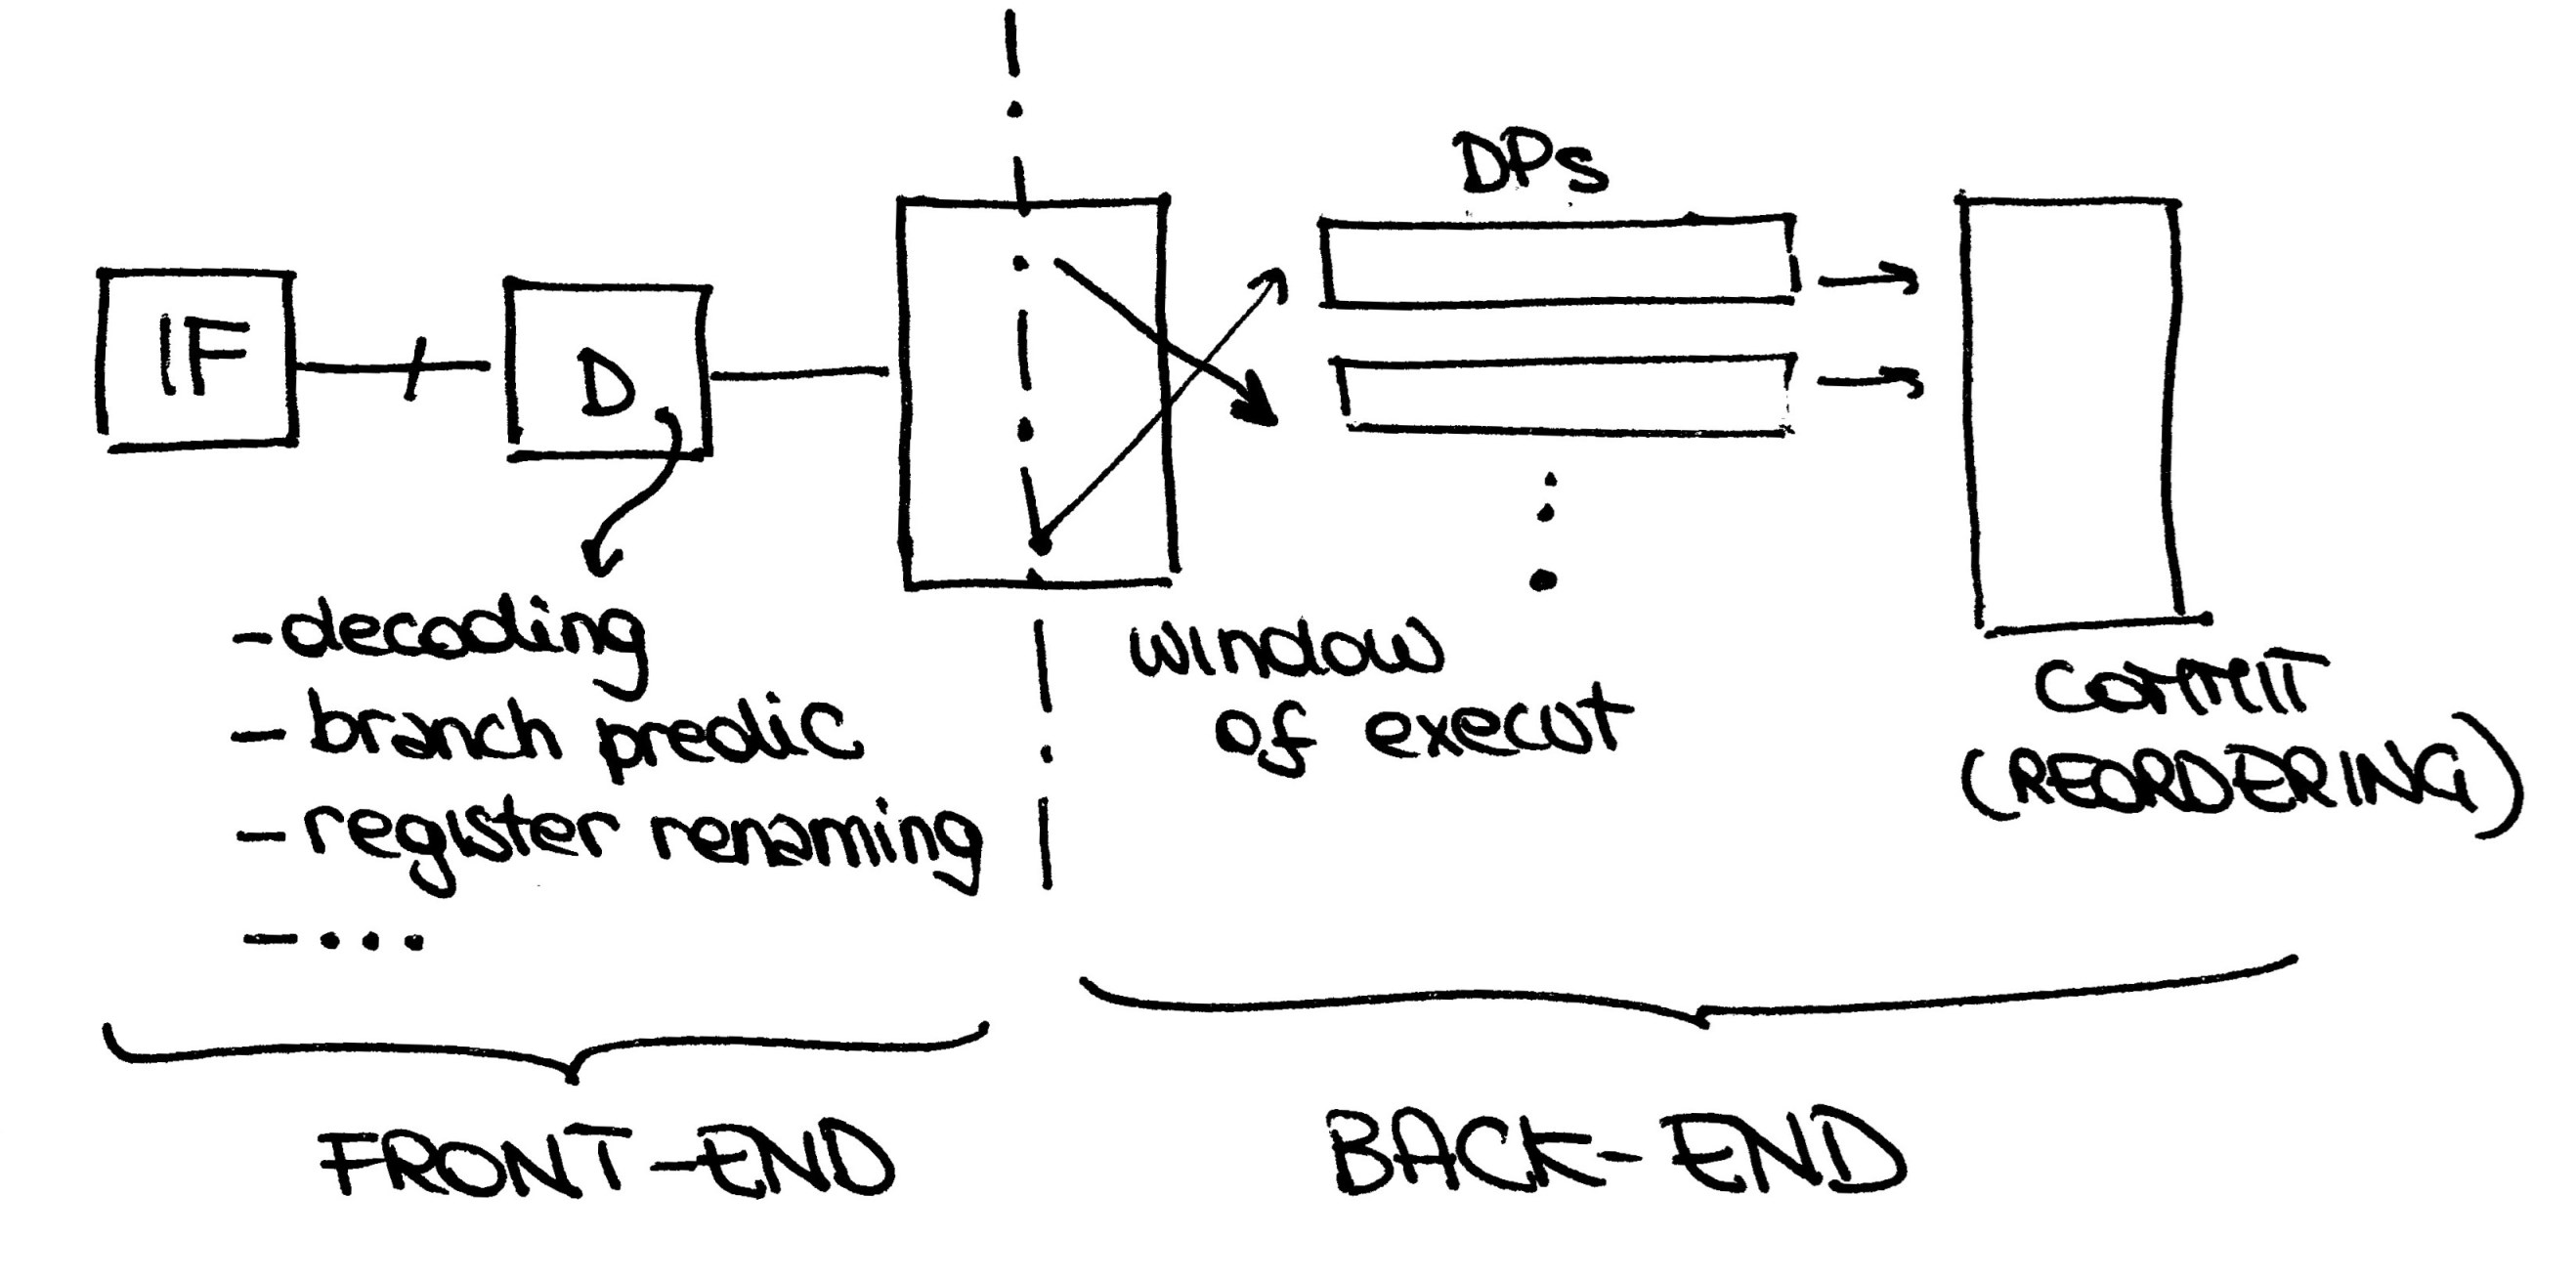 DPs
IF
D
-decoding
- branch predic
- register renaming
- ...
window
of execut
COMMIT
(REORDERING)
FRONT-END
BACK-END